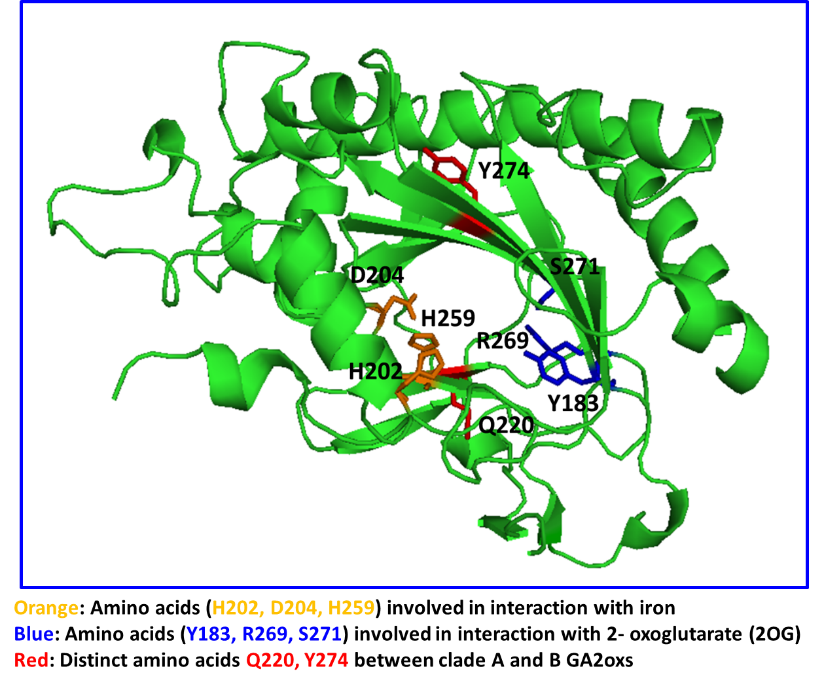 Y274
S271
D204
H259
R269
H202
Y183
Q220
Orange: Amino acids (H202, D204, H259) involved in interaction with iron
Blue: Amino acids (Y183, R269, S271) involved in interaction with 2- oxoglutarate (2OG)
Red: Distinct amino acids Q220, Y274 between clade A and B GA2oxs